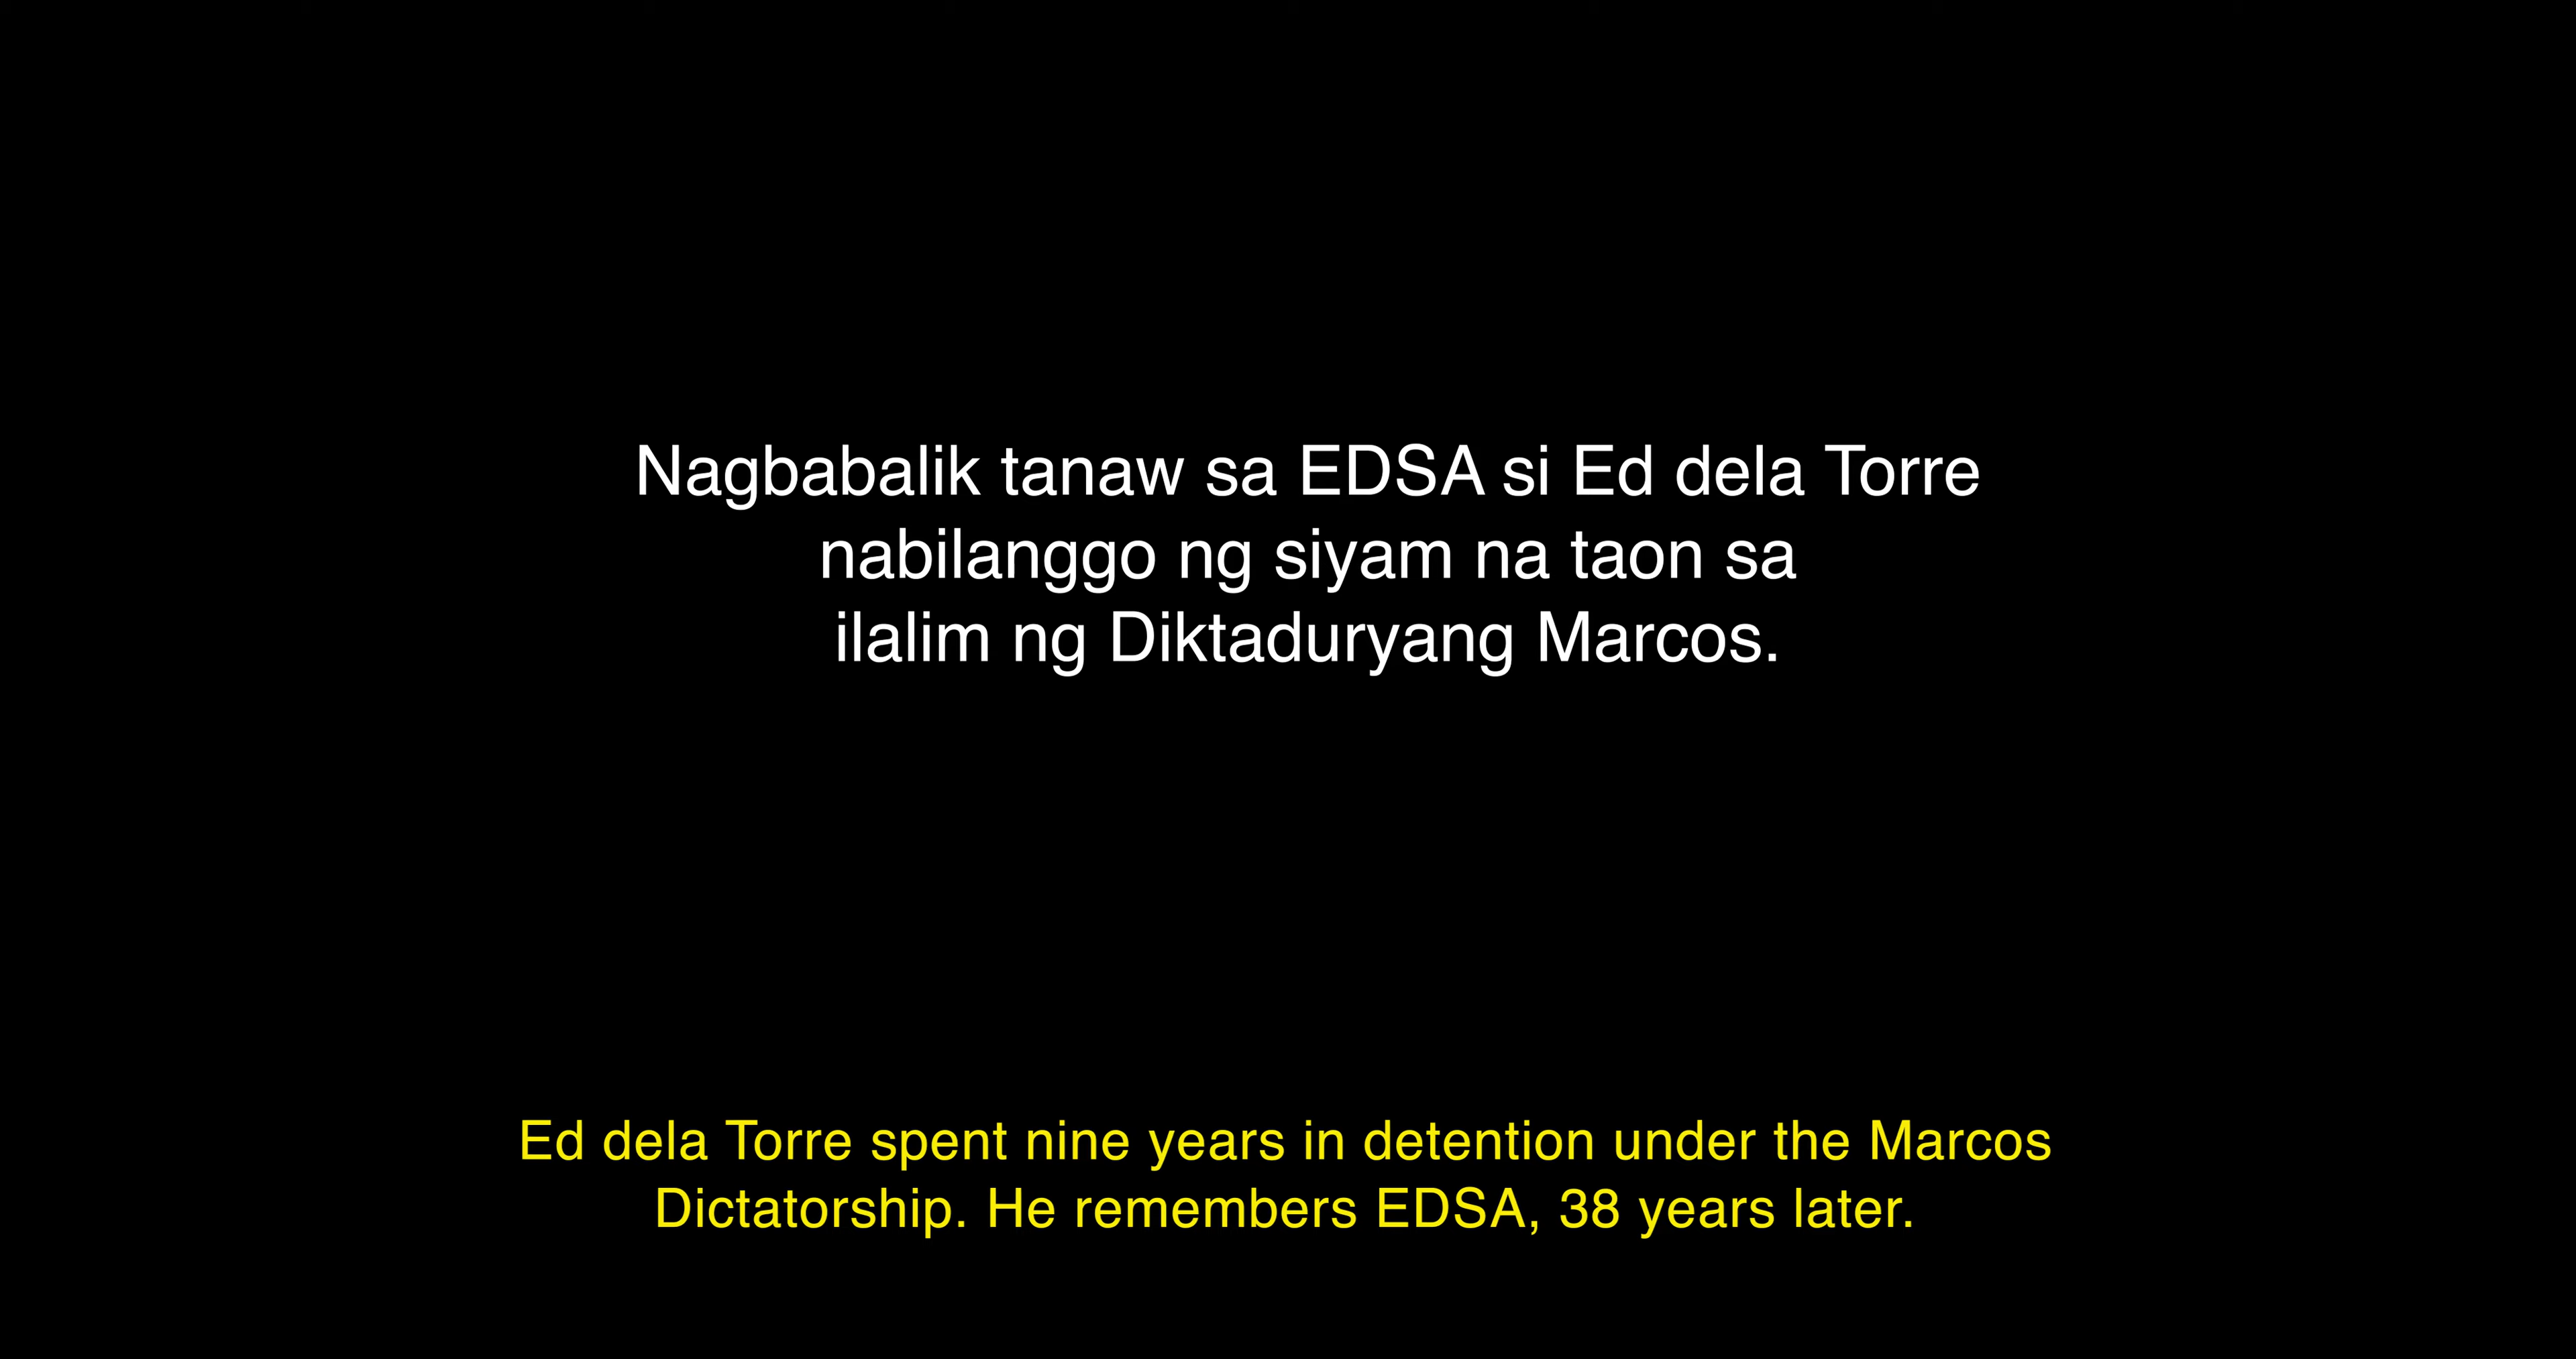 Nagbabalik tanaw sa EDSA si Ed dela Torre
nabilanggo ng siyam na taon sa
ilalim ng Diktaduryang Marcos.
Ed dela Torre spent nine years in detention under the Marcos
Dictatorship. He remembers EDSA, 38 years later.